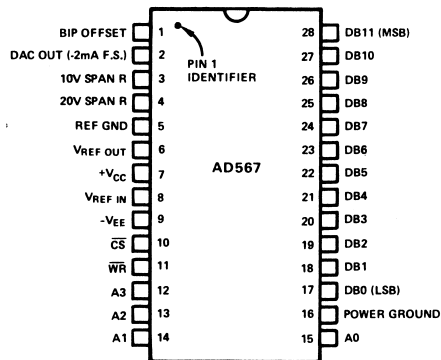 BIP OFFSET 1
DAC OUT (-2mA F.S.) 2
10V SPAN R 3
20V SPAN R 4
REF GND 5
VREF OUT 6
+VCC 7
VREF IN 8
-VEE 9
C̅S̅ 10
W̅R̅ 11
A3 12
A2 13
A1 14
PIN 1
IDENTIFIER
AD567
28 DB11 (MSB)
27 DB10
26 DB9
25 DB8
24 DB7
23 DB6
22 DB5
21 DB4
20 DB3
19 DB2
18 DB1
17 DB0 (LSB)
16 POWER GROUND
15 A0